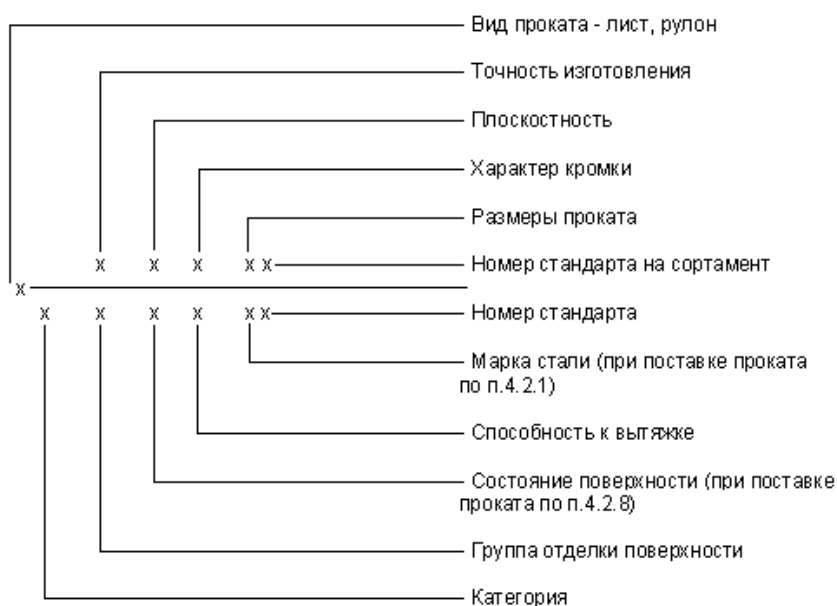 Вид проката - лист, рулон
Точность изготовления
Плоскостность
Характер кромки
Размеры проката
х х х х х Номер стандарта на сортамент
х
х х х х х х Номер стандарта
Марка стали (при поставке проката
по п.4.2.1)
Способность к вытяжке
Состояние поверхности (при поставке
проката по п.4.2.8)
Группа отделки поверхности
Категория